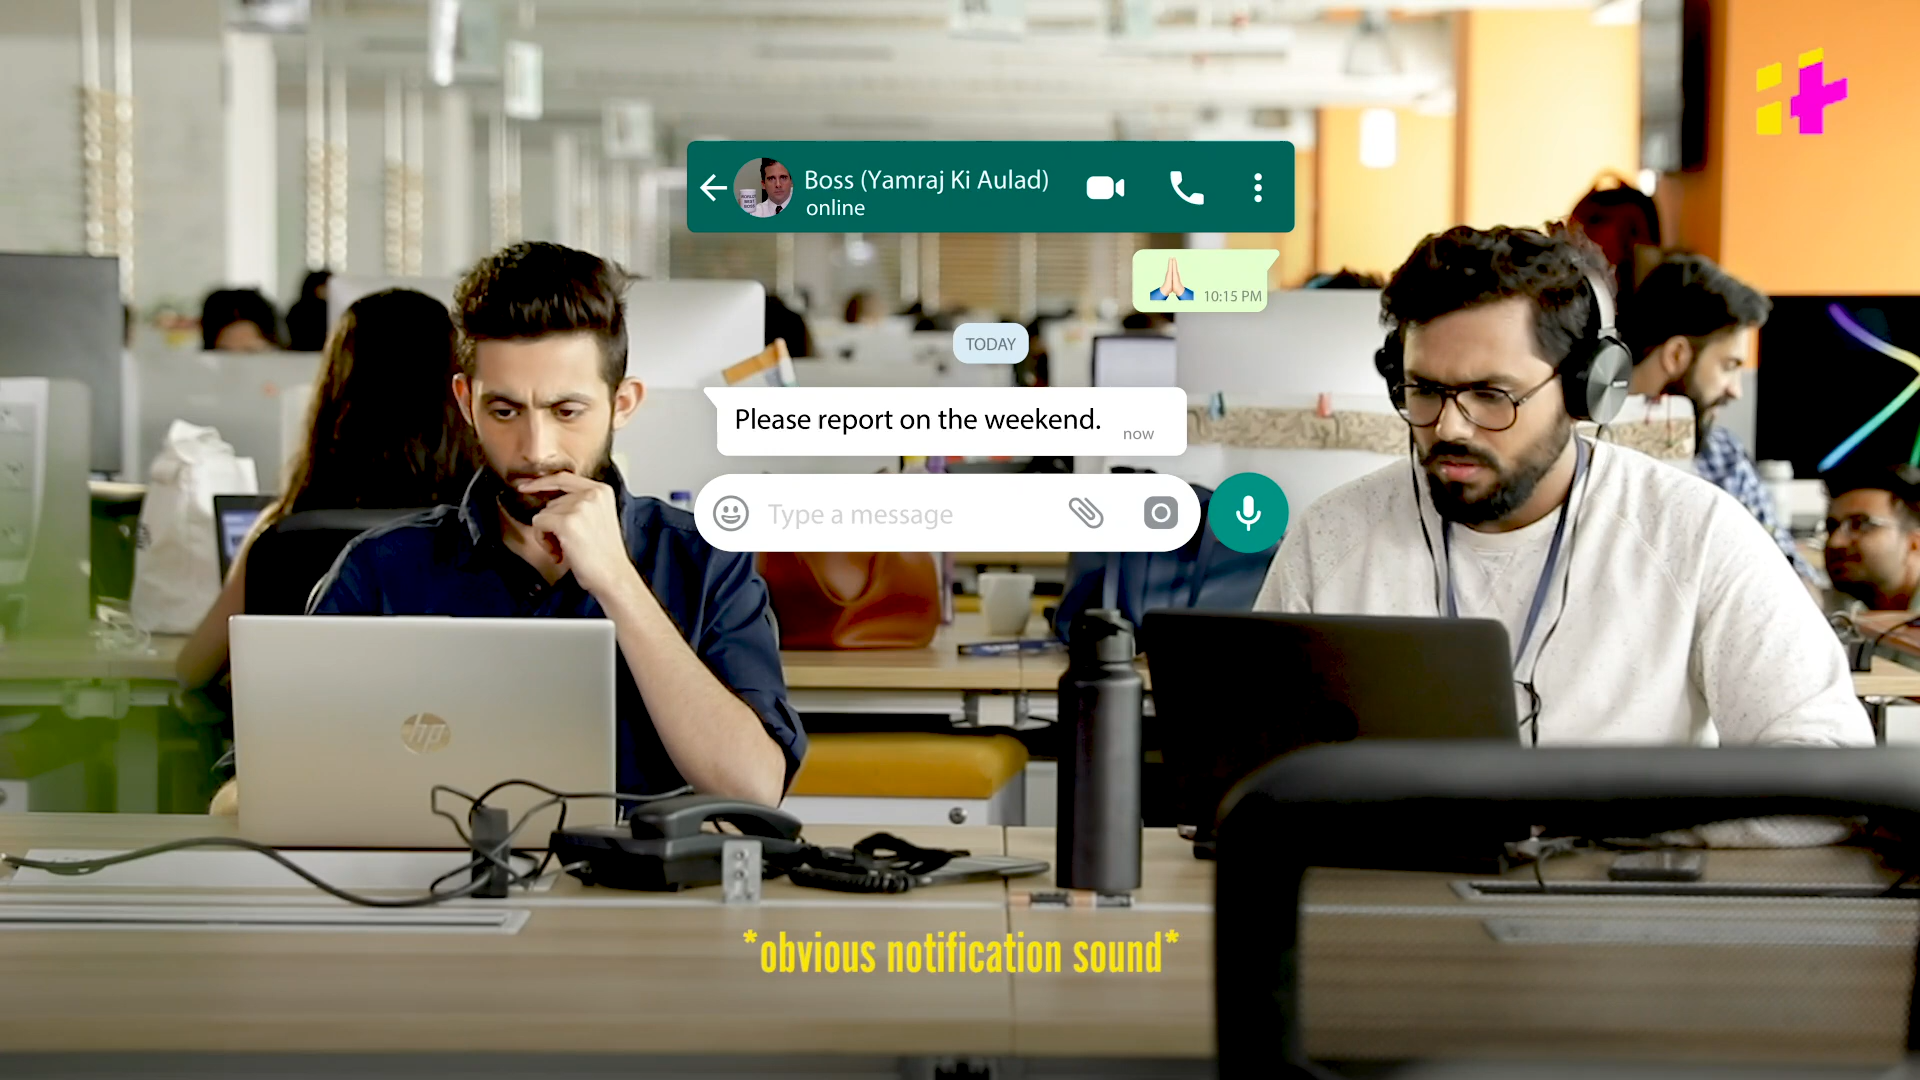 Boss (Yamraj Ki Aulad)
online
🙏🏻 10:15 PM
TODAY
Please report on the weekend. now
Type a message
*obvious notification sound*
hp